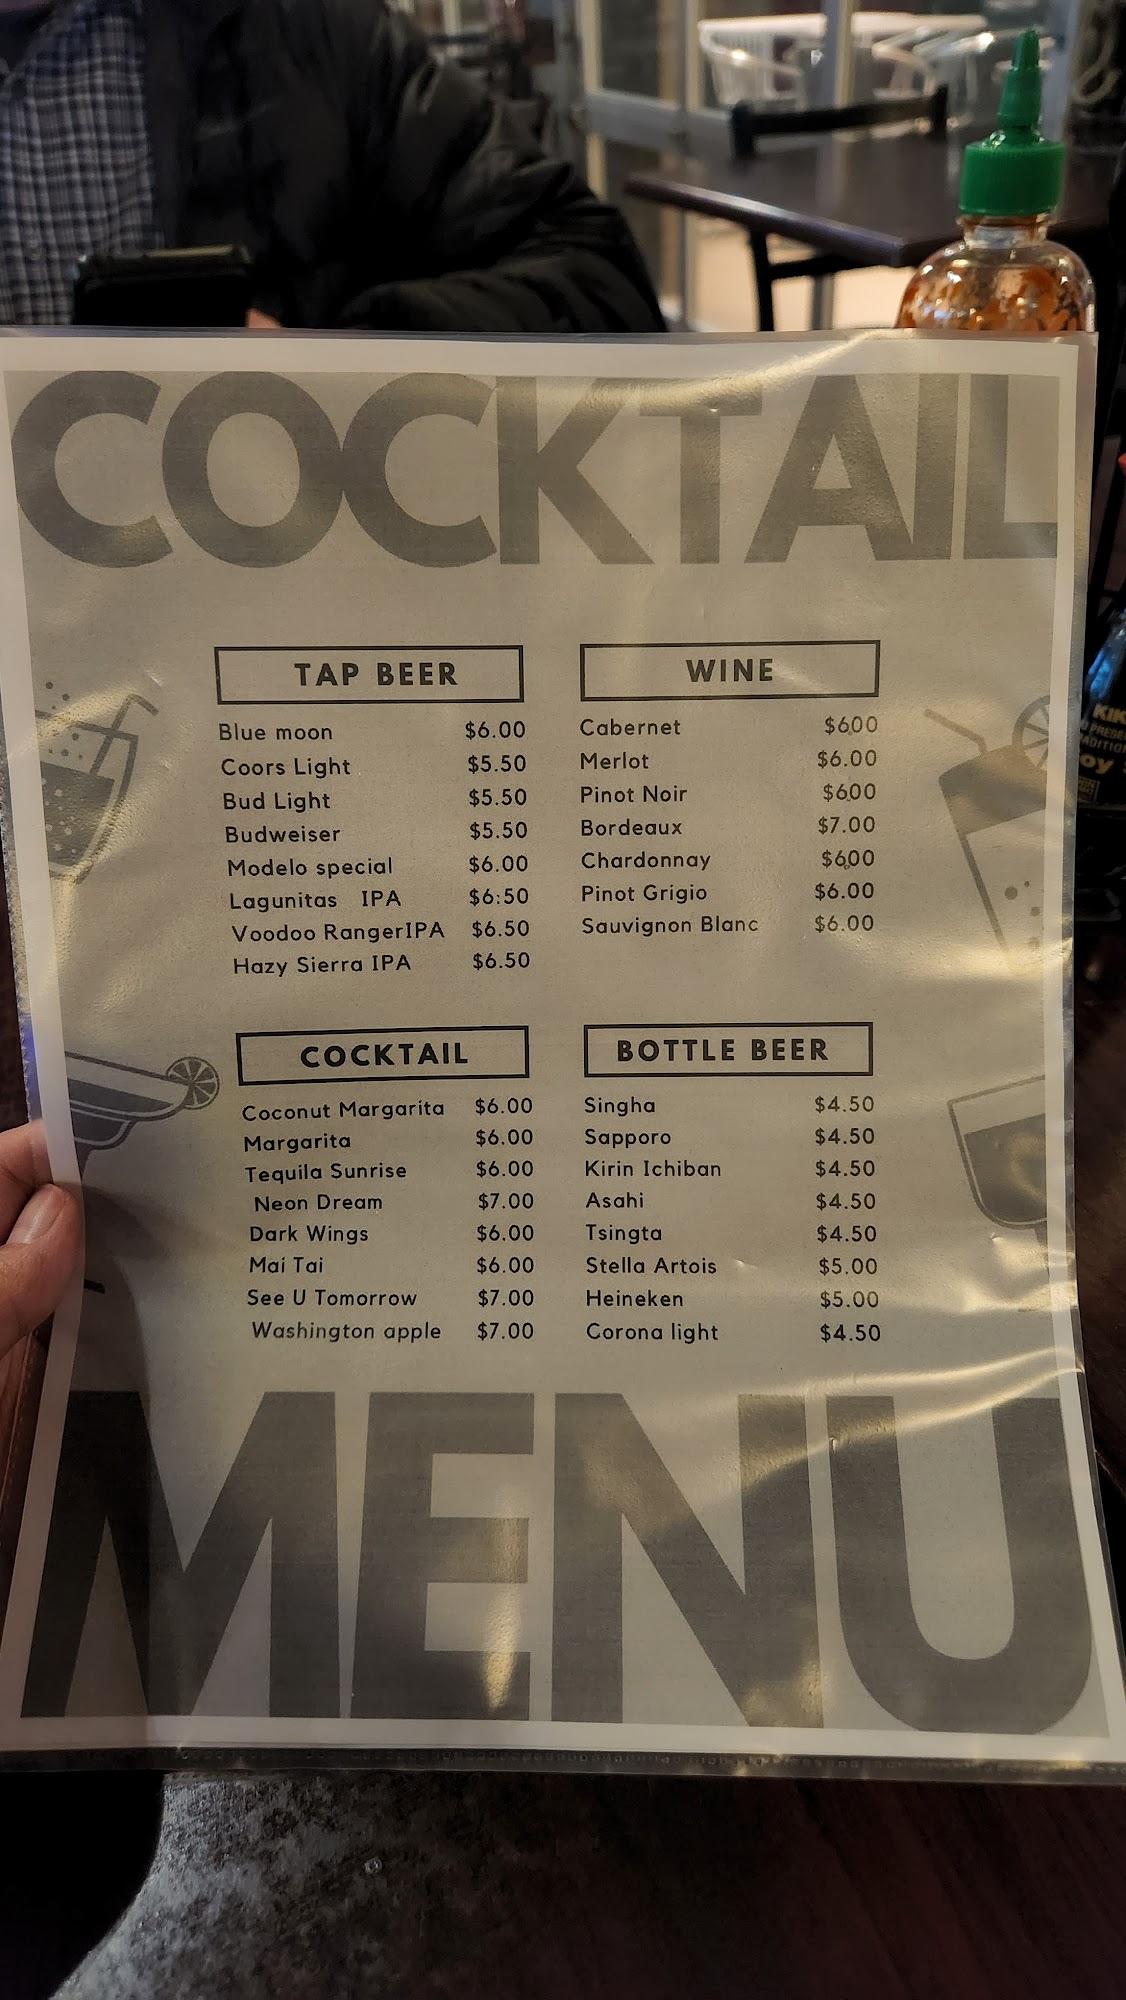 COCKTAIL
TAP BEER
Blue moon $6.00
Coors Light $5.50
Bud Light $5.50
Budweiser $5.50
Modelo special $6.00
Lagunitas IPA $6:50
Voodoo RangerIPA $6.50
Hazy Sierra IPA $6.50
WINE
Cabernet $600
Merlot $6.00
Pinot Noir $600
Bordeaux $7.00
Chardonnay $600
Pinot Grigio $6.00
Sauvignon Blanc $6.00
COCKTAIL
Coconut Margarita $6.00
Margarita $6.00
Tequila Sunrise $6.00
Neon Dream $7.00
Dark Wings $6.00
Mai Tai $6.00
See U Tomorrow $7.00
Washington apple $7.00
BOTTLE BEER
Singha $4.50
Sapporo $4.50
Kirin Ichiban $4.50
Asahi $4.50
Tsingta $4.50
Stella Artois $5.00
Heineken $5.00
Corona light $4.50
MENU